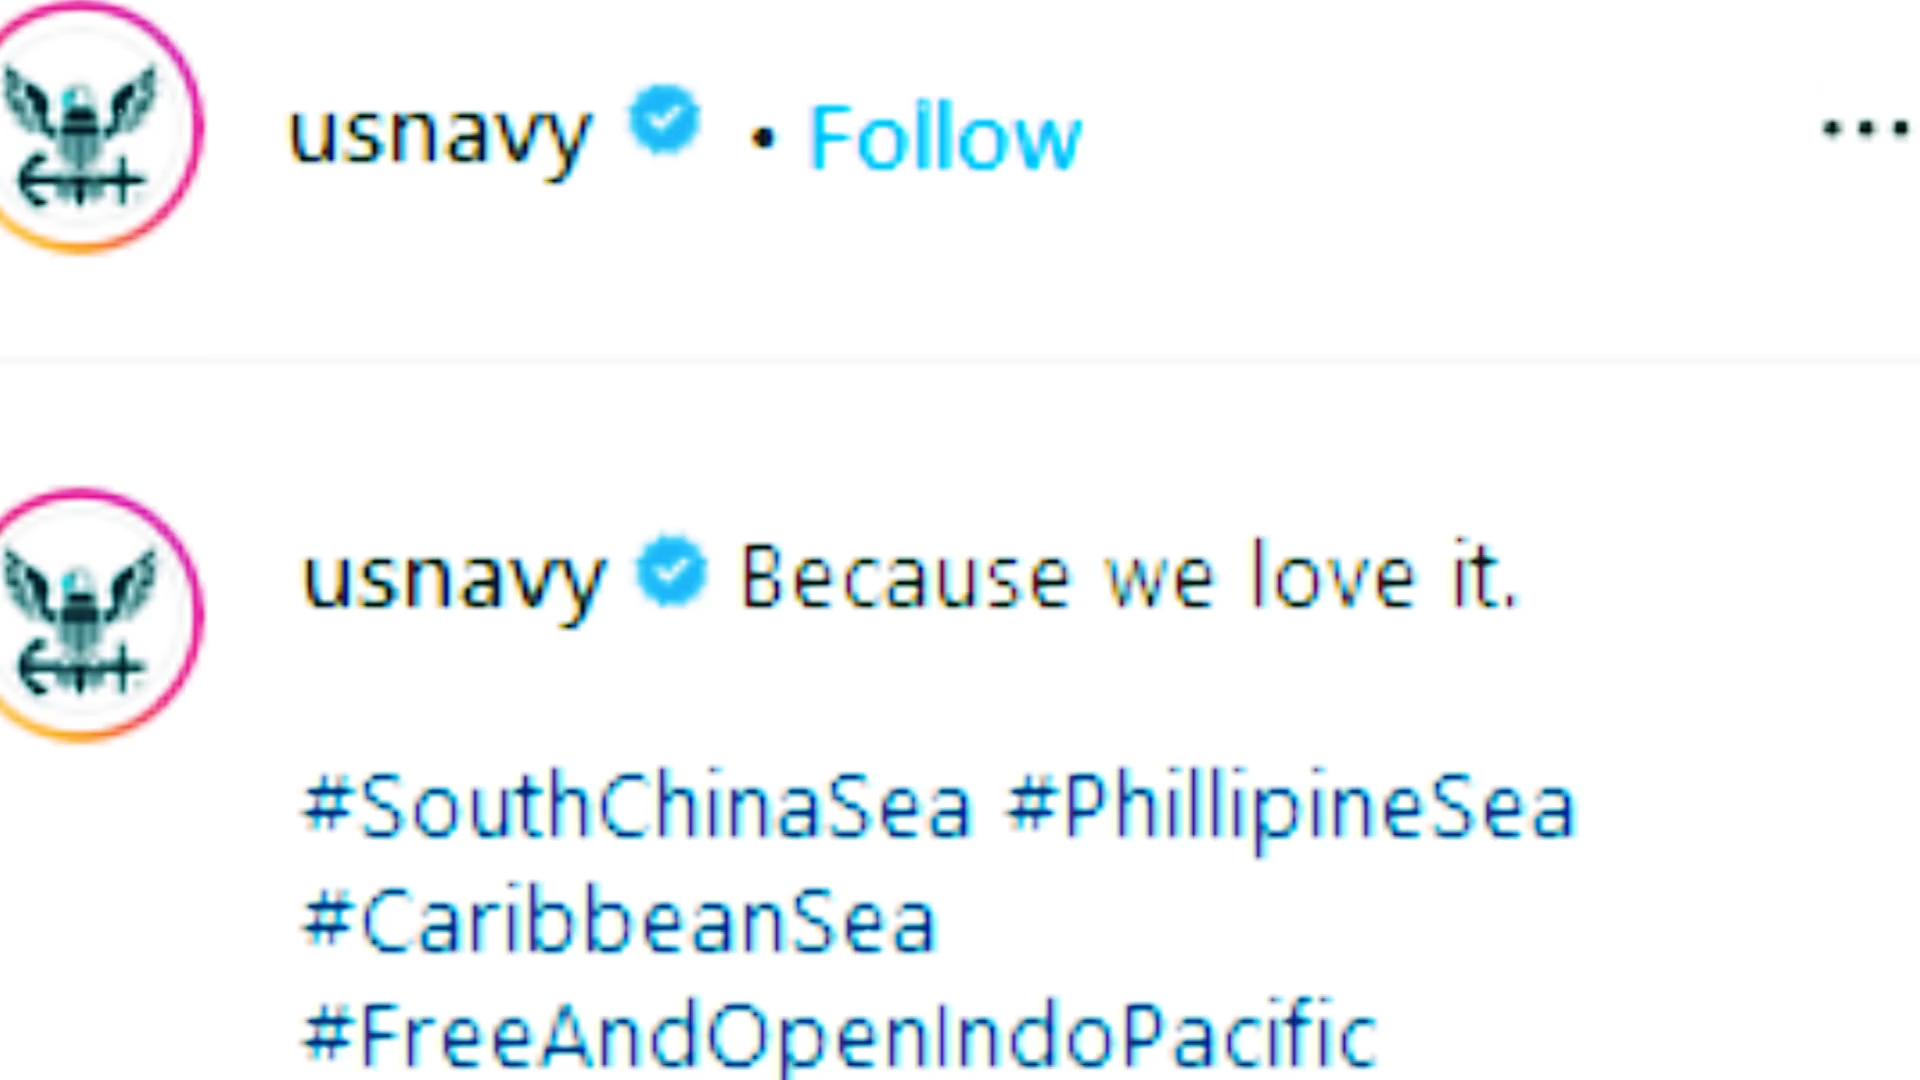 usnavy • Follow
usnavy Because we love it.
#SouthChinaSea #PhillipineSea
#CaribbeanSea
#FreeAndOpenIndoPacific